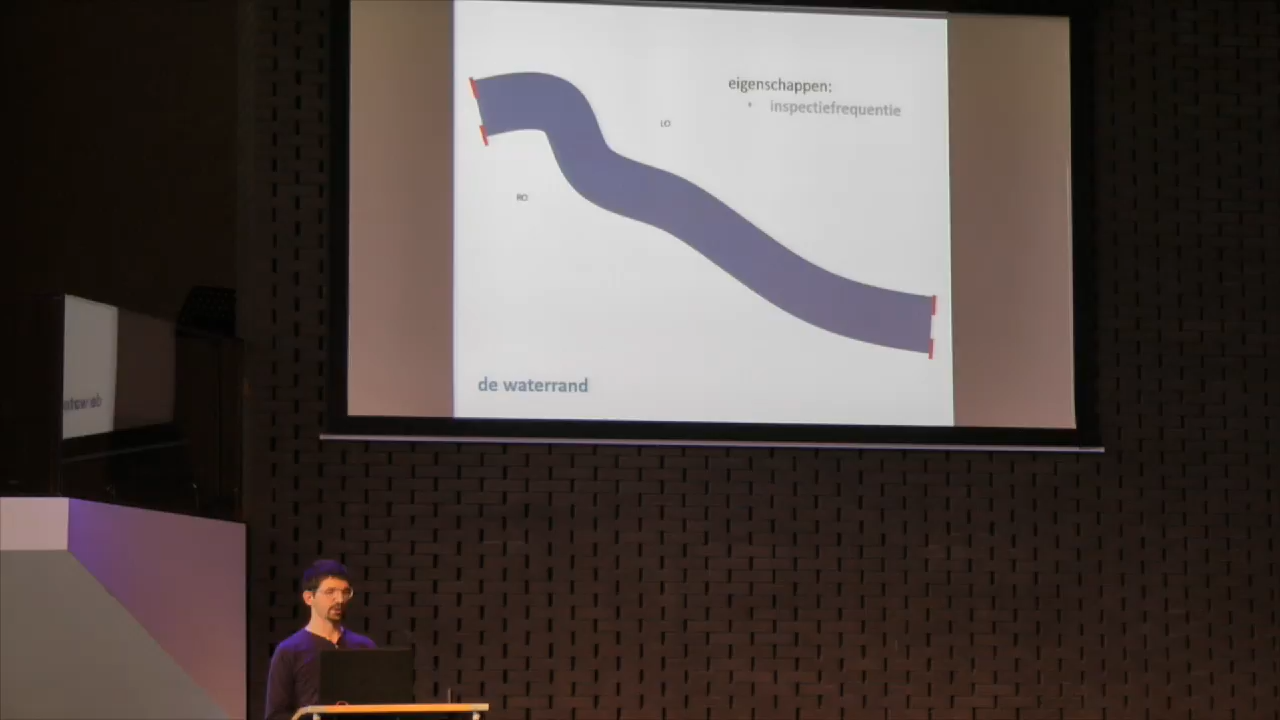 eigenschappen:
• inspectiefrequentie
LO
RO
de waterrand